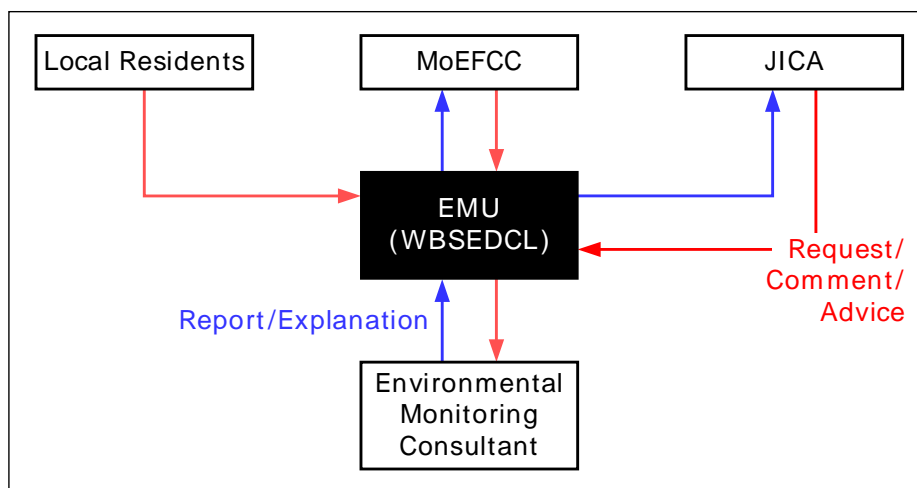 Local Residents
MoEFCC
JICA
EMU
(WBSEDCL)
Request/
Comment/
Advice
Report/Explanation
Environmental
Monitoring
Consultant